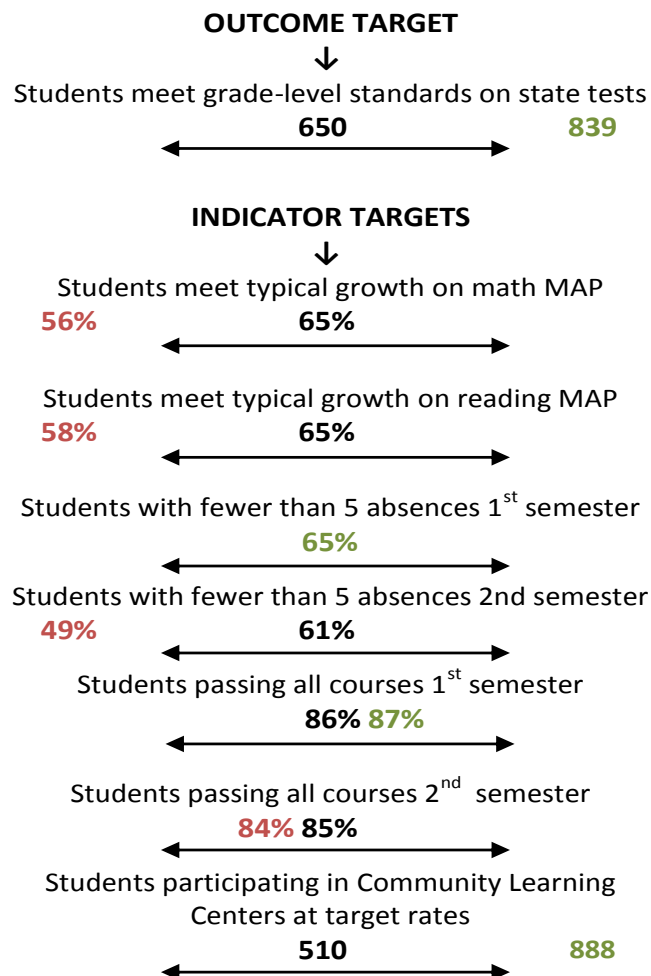 OUTCOME TARGET
↓
Students meet grade-level standards on state tests
650 839
INDICATOR TARGETS
↓
Students meet typical growth on math MAP
56% 65%
Students meet typical growth on reading MAP
58% 65%
Students with fewer than 5 absences 1st semester
65%
Students with fewer than 5 absences 2nd semester
49% 61%
Students passing all courses 1st semester
86% 87%
Students passing all courses 2nd semester
84% 85%
Students participating in Community Learning
Centers at target rates
510 888